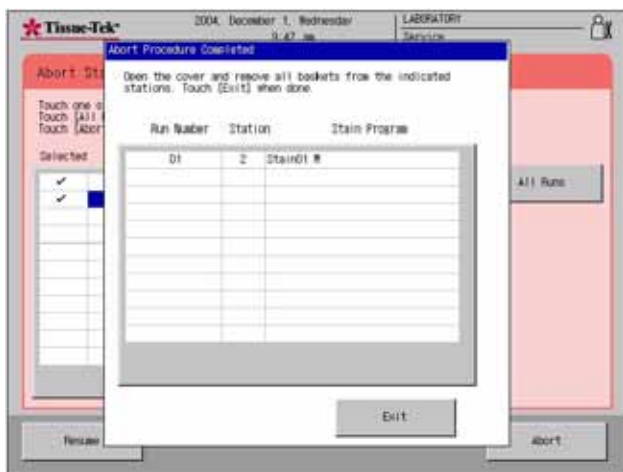 Tissue-Tek
2004. December 1. Wednesday
9:47 am
LABORATORY
Service
Abort Procedure Completed
Abort
Open the cover and remove all baskets from the indicated
stations. Touch [Exit] when done.
Touch one
Touch [All
Touch [Abor
Run Number Station Stain Program
Selected
01 2 Stain01 M
All Runs
Exit
Resume
Abort